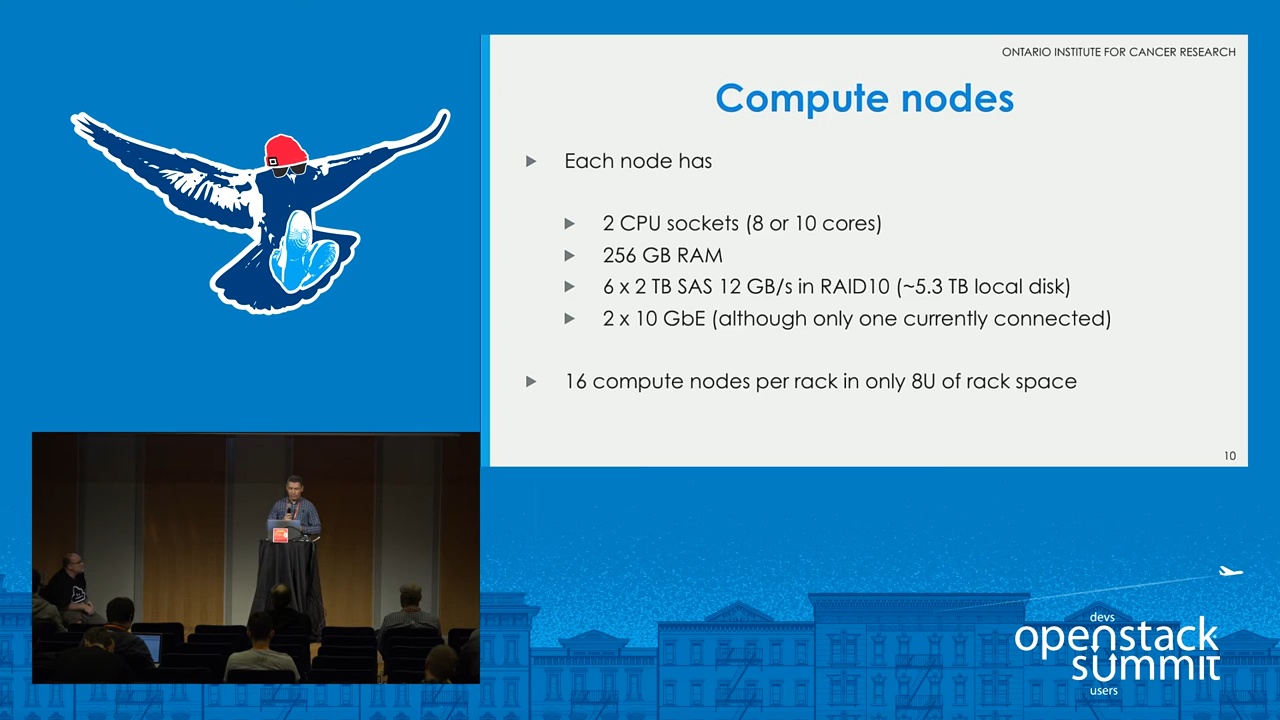 ONTARIO INSTITUTE FOR CANCER RESEARCH
Compute nodes
Each node has
2 CPU sockets (8 or 10 cores)
256 GB RAM
6 x 2 TB SAS 12 GB/s in RAID10 (~5.3 TB local disk)
2 x 10 GbE (although only one currently connected)
16 compute nodes per rack in only 8U of rack space
10
devs
openstack
summit
users